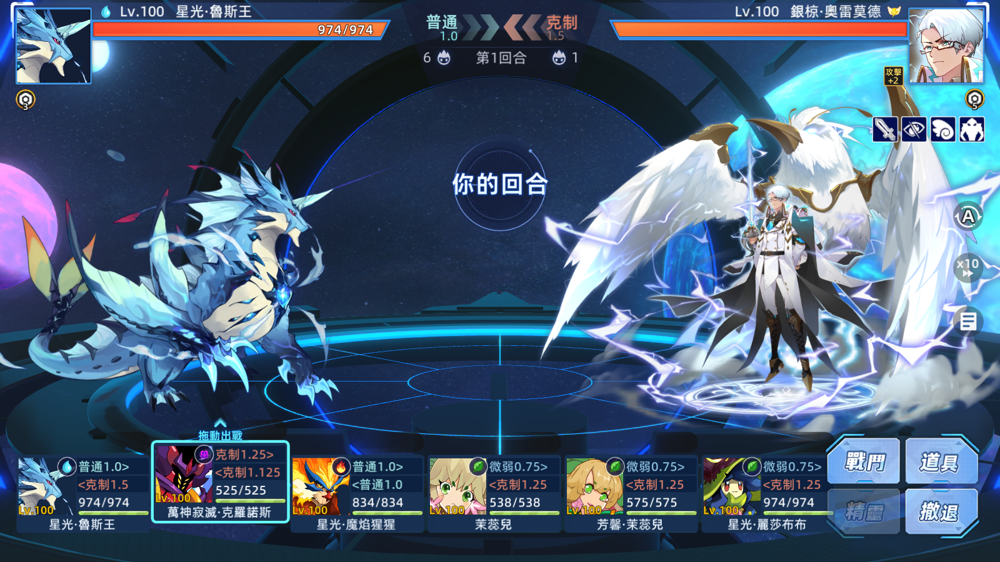 Lv.100 星光·魯斯王
974/974
3
普通
1.0
克制
1.5
6
第1回合
1
Lv.100 銀椋·奧雷莫德
攻擊
+2
5
你的回合
A
x10
拖動出戰
普通1.0>
<克制1.5
974/974
Lv.100
星光·魯斯王
克制1.25>
<克制1.125
525/525
Lv.100
萬神寂滅·克羅諾斯
普通1.0>
<普通1.0
834/834
Lv.100
星光·魔焰猩猩
微弱0.75>
<克制1.25
538/538
Lv.100
茉蕊兒
微弱0.75>
<克制1.25
575/575
Lv.100
芳馨·茉蕊兒
微弱0.75>
<克制1.25
974/974
Lv.100
星光·麗莎布布
戰鬥
道具
精靈
撤退